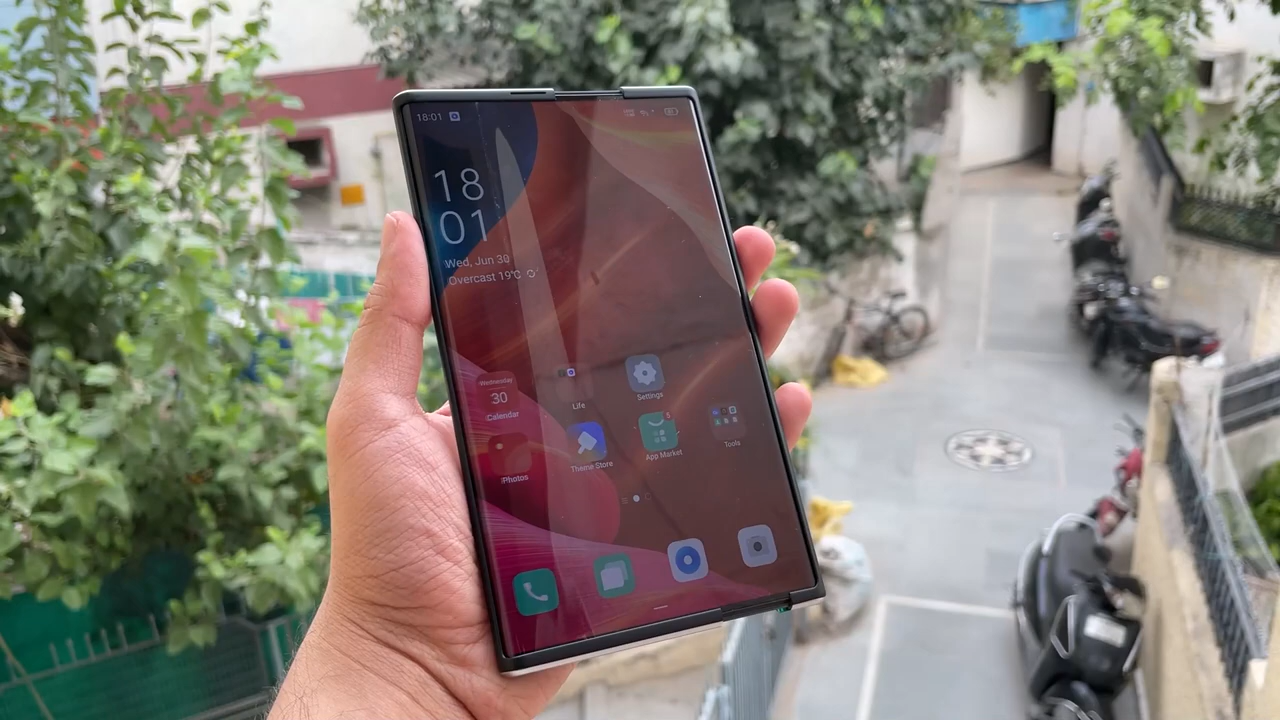 18:01
18
01
Wed, Jun 30
Overcast 19°C
Wednesday
30
Calendar
Life
Settings
Photos
Theme Store
App Market
Tools